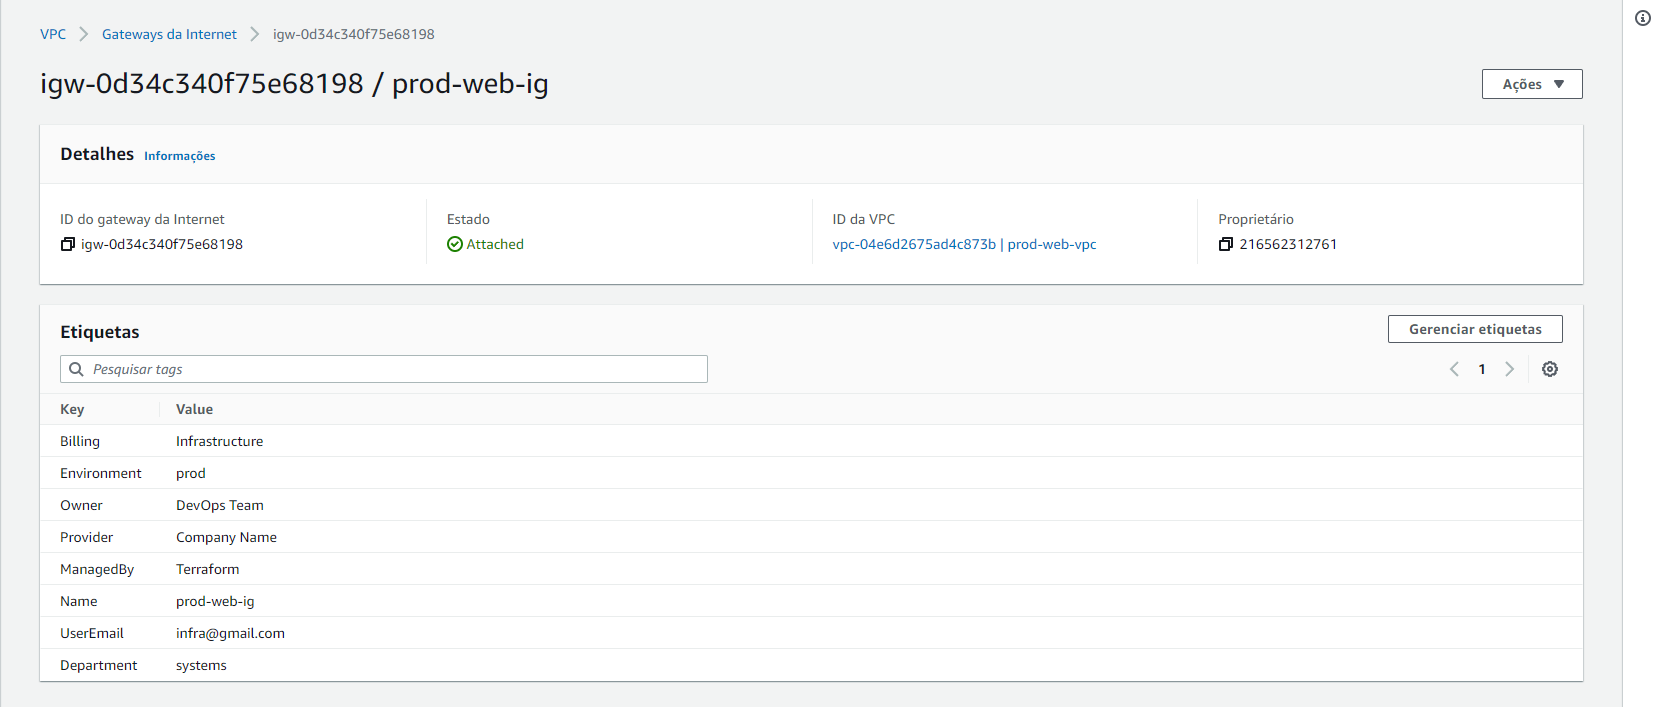 VPC Gateways da Internet igw-0d34c340f75e68198
igw-0d34c340f75e68198 / prod-web-ig
Ações
Detalhes Informações
ID do gateway da Internet
igw-0d34c340f75e68198
Estado
Attached
ID da VPC
vpc-04e6d2675ad4c873b | prod-web-vpc
Proprietário
216562312761
Etiquetas
Gerenciar etiquetas
Pesquisar tags
1
Key Value
Billing Infrastructure
Environment prod
Owner DevOps Team
Provider Company Name
ManagedBy Terraform
Name prod-web-ig
UserEmail infra@gmail.com
Department systems